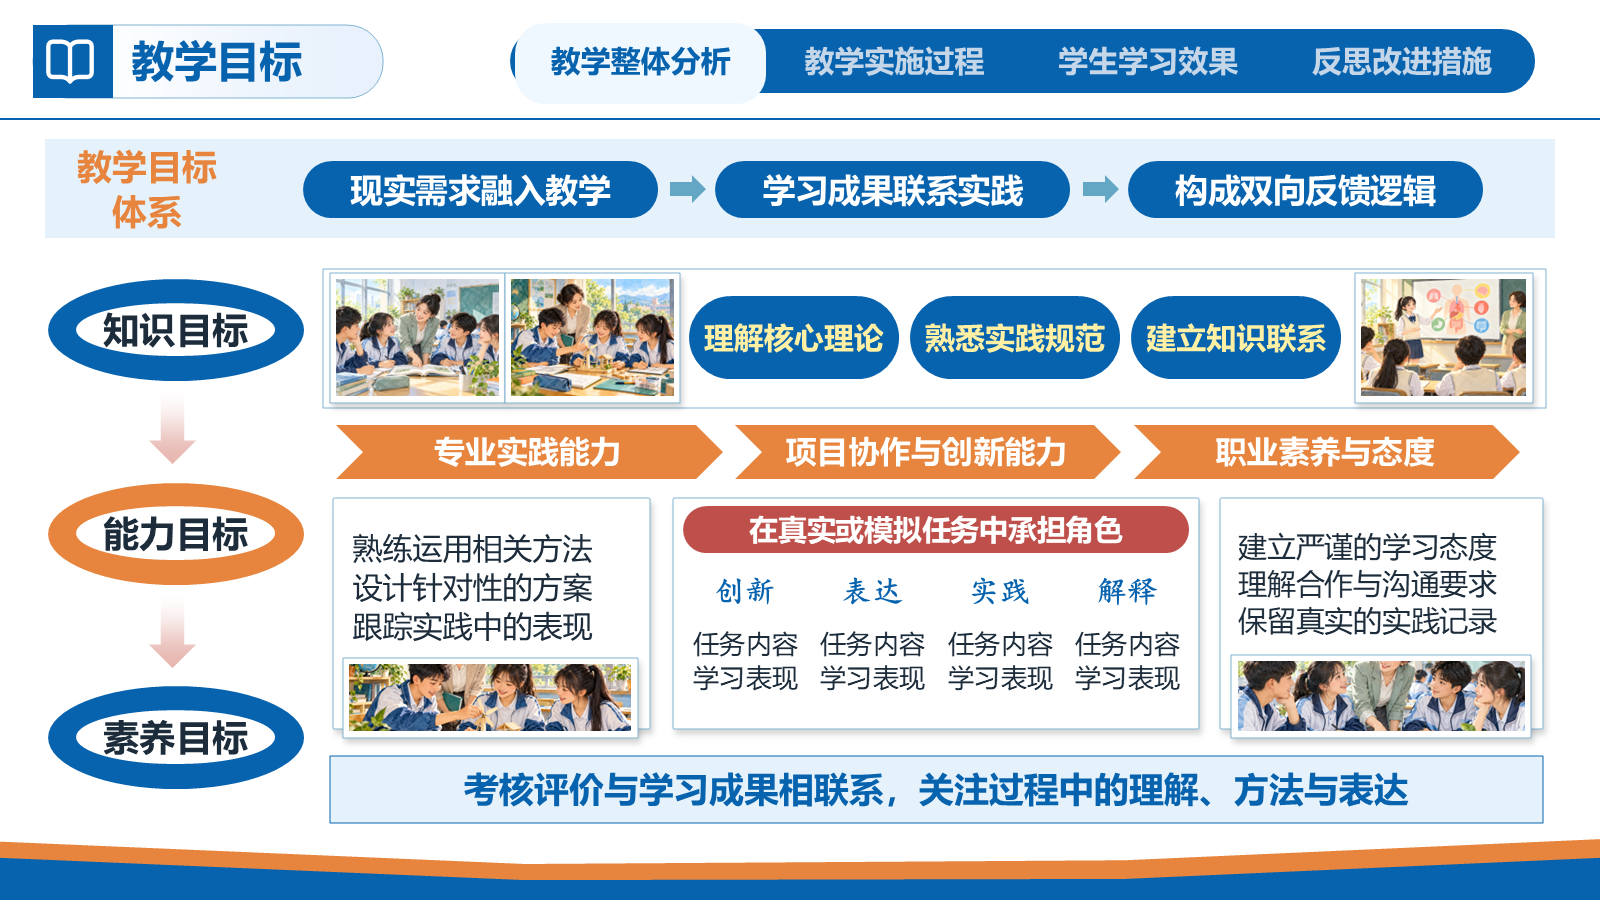 教学目标
教学整体分析
教学实施过程
学生学习效果
反思改进措施
教学目标
体系
现实需求融入教学
学习成果联系实践
构成双向反馈逻辑
知识目标
理解核心理论
熟悉实践规范
建立知识联系
专业实践能力
项目协作与创新能力
职业素养与态度
能力目标
熟练运用相关方法
设计针对性的方案
跟踪实践中的表现
在真实或模拟任务中承担角色
创新
表达
实践
解释
任务内容
学习表现
任务内容
学习表现
任务内容
学习表现
任务内容
学习表现
建立严谨的学习态度
理解合作与沟通要求
保留真实的实践记录
素养目标
考核评价与学习成果相联系，关注过程中的理解、方法与表达